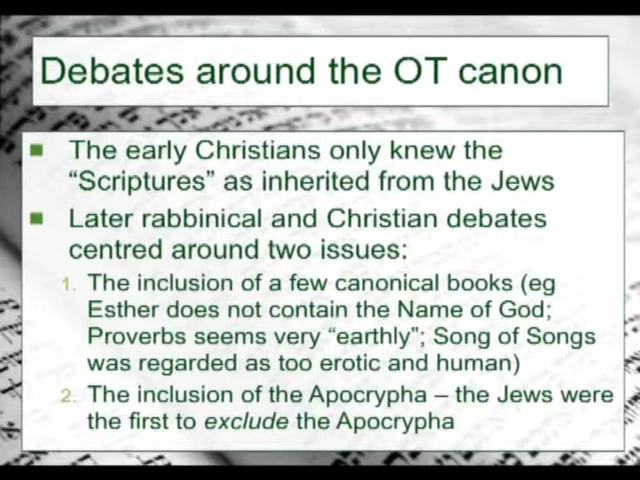 Debates around the OT canon
The early Christians only knew the
“Scriptures” as inherited from the Jews
Later rabbinical and Christian debates
centred around two issues:
1. The inclusion of a few canonical books (eg
Esther does not contain the Name of God;
Proverbs seems very “earthly”; Song of Songs
was regarded as too erotic and human)
2. The inclusion of the Apocrypha – the Jews were
the first to exclude the Apocrypha